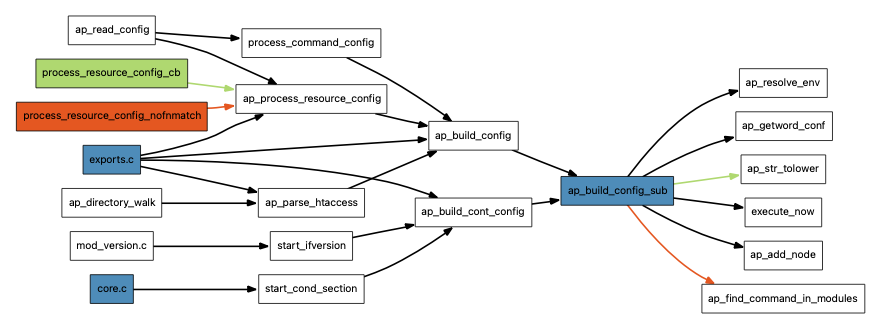 ap_read_config
process_command_config
process_resource_config_cb
ap_process_resource_config
process_resource_config_nofnmatch
exports.c
ap_build_config
ap_directory_walk
ap_parse_htaccess
ap_build_cont_config
mod_version.c
start_ifversion
core.c
start_cond_section
ap_build_config_sub
ap_resolve_env
ap_getword_conf
ap_str_tolower
execute_now
ap_add_node
ap_find_command_in_modules